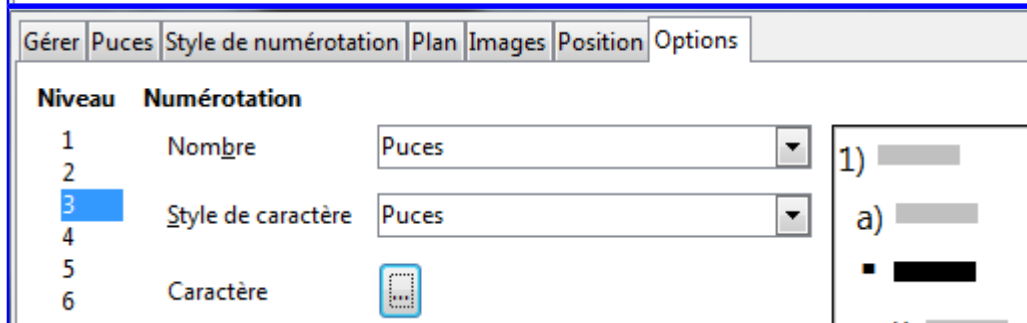 Gérer Puces Style de numérotation Plan Images Position Options
Niveau Numérotation
1 Nombre Puces
2
3 Style de caractère Puces
4
5
6 Caractère ...
1)
a)